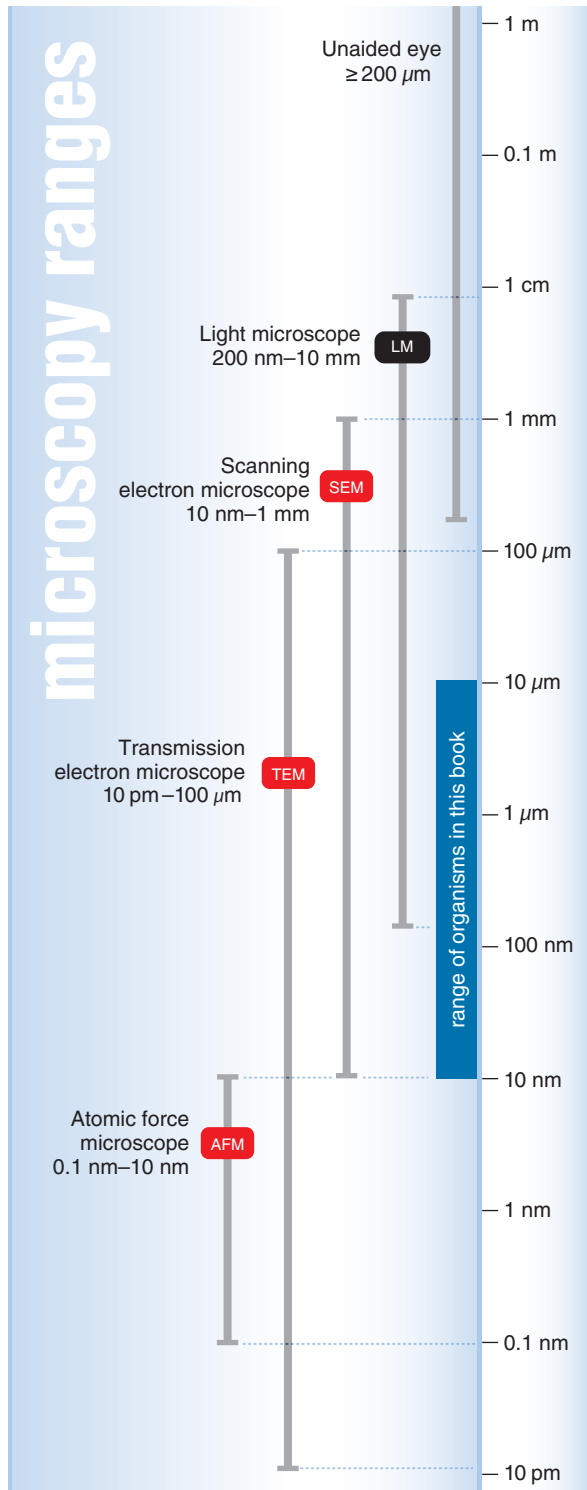 microscopy ranges
Unaided eye
≥ 200 µm
1 m
0.1 m
1 cm
Light microscope
200 nm–10 mm
LM
1 mm
Scanning
electron microscope
10 nm–1 mm
SEM
100 µm
10 µm
Transmission
electron microscope
10 pm–100 µm
TEM
range of organisms in this book
1 µm
100 nm
10 nm
Atomic force
microscope
0.1 nm–10 nm
AFM
1 nm
0.1 nm
10 pm